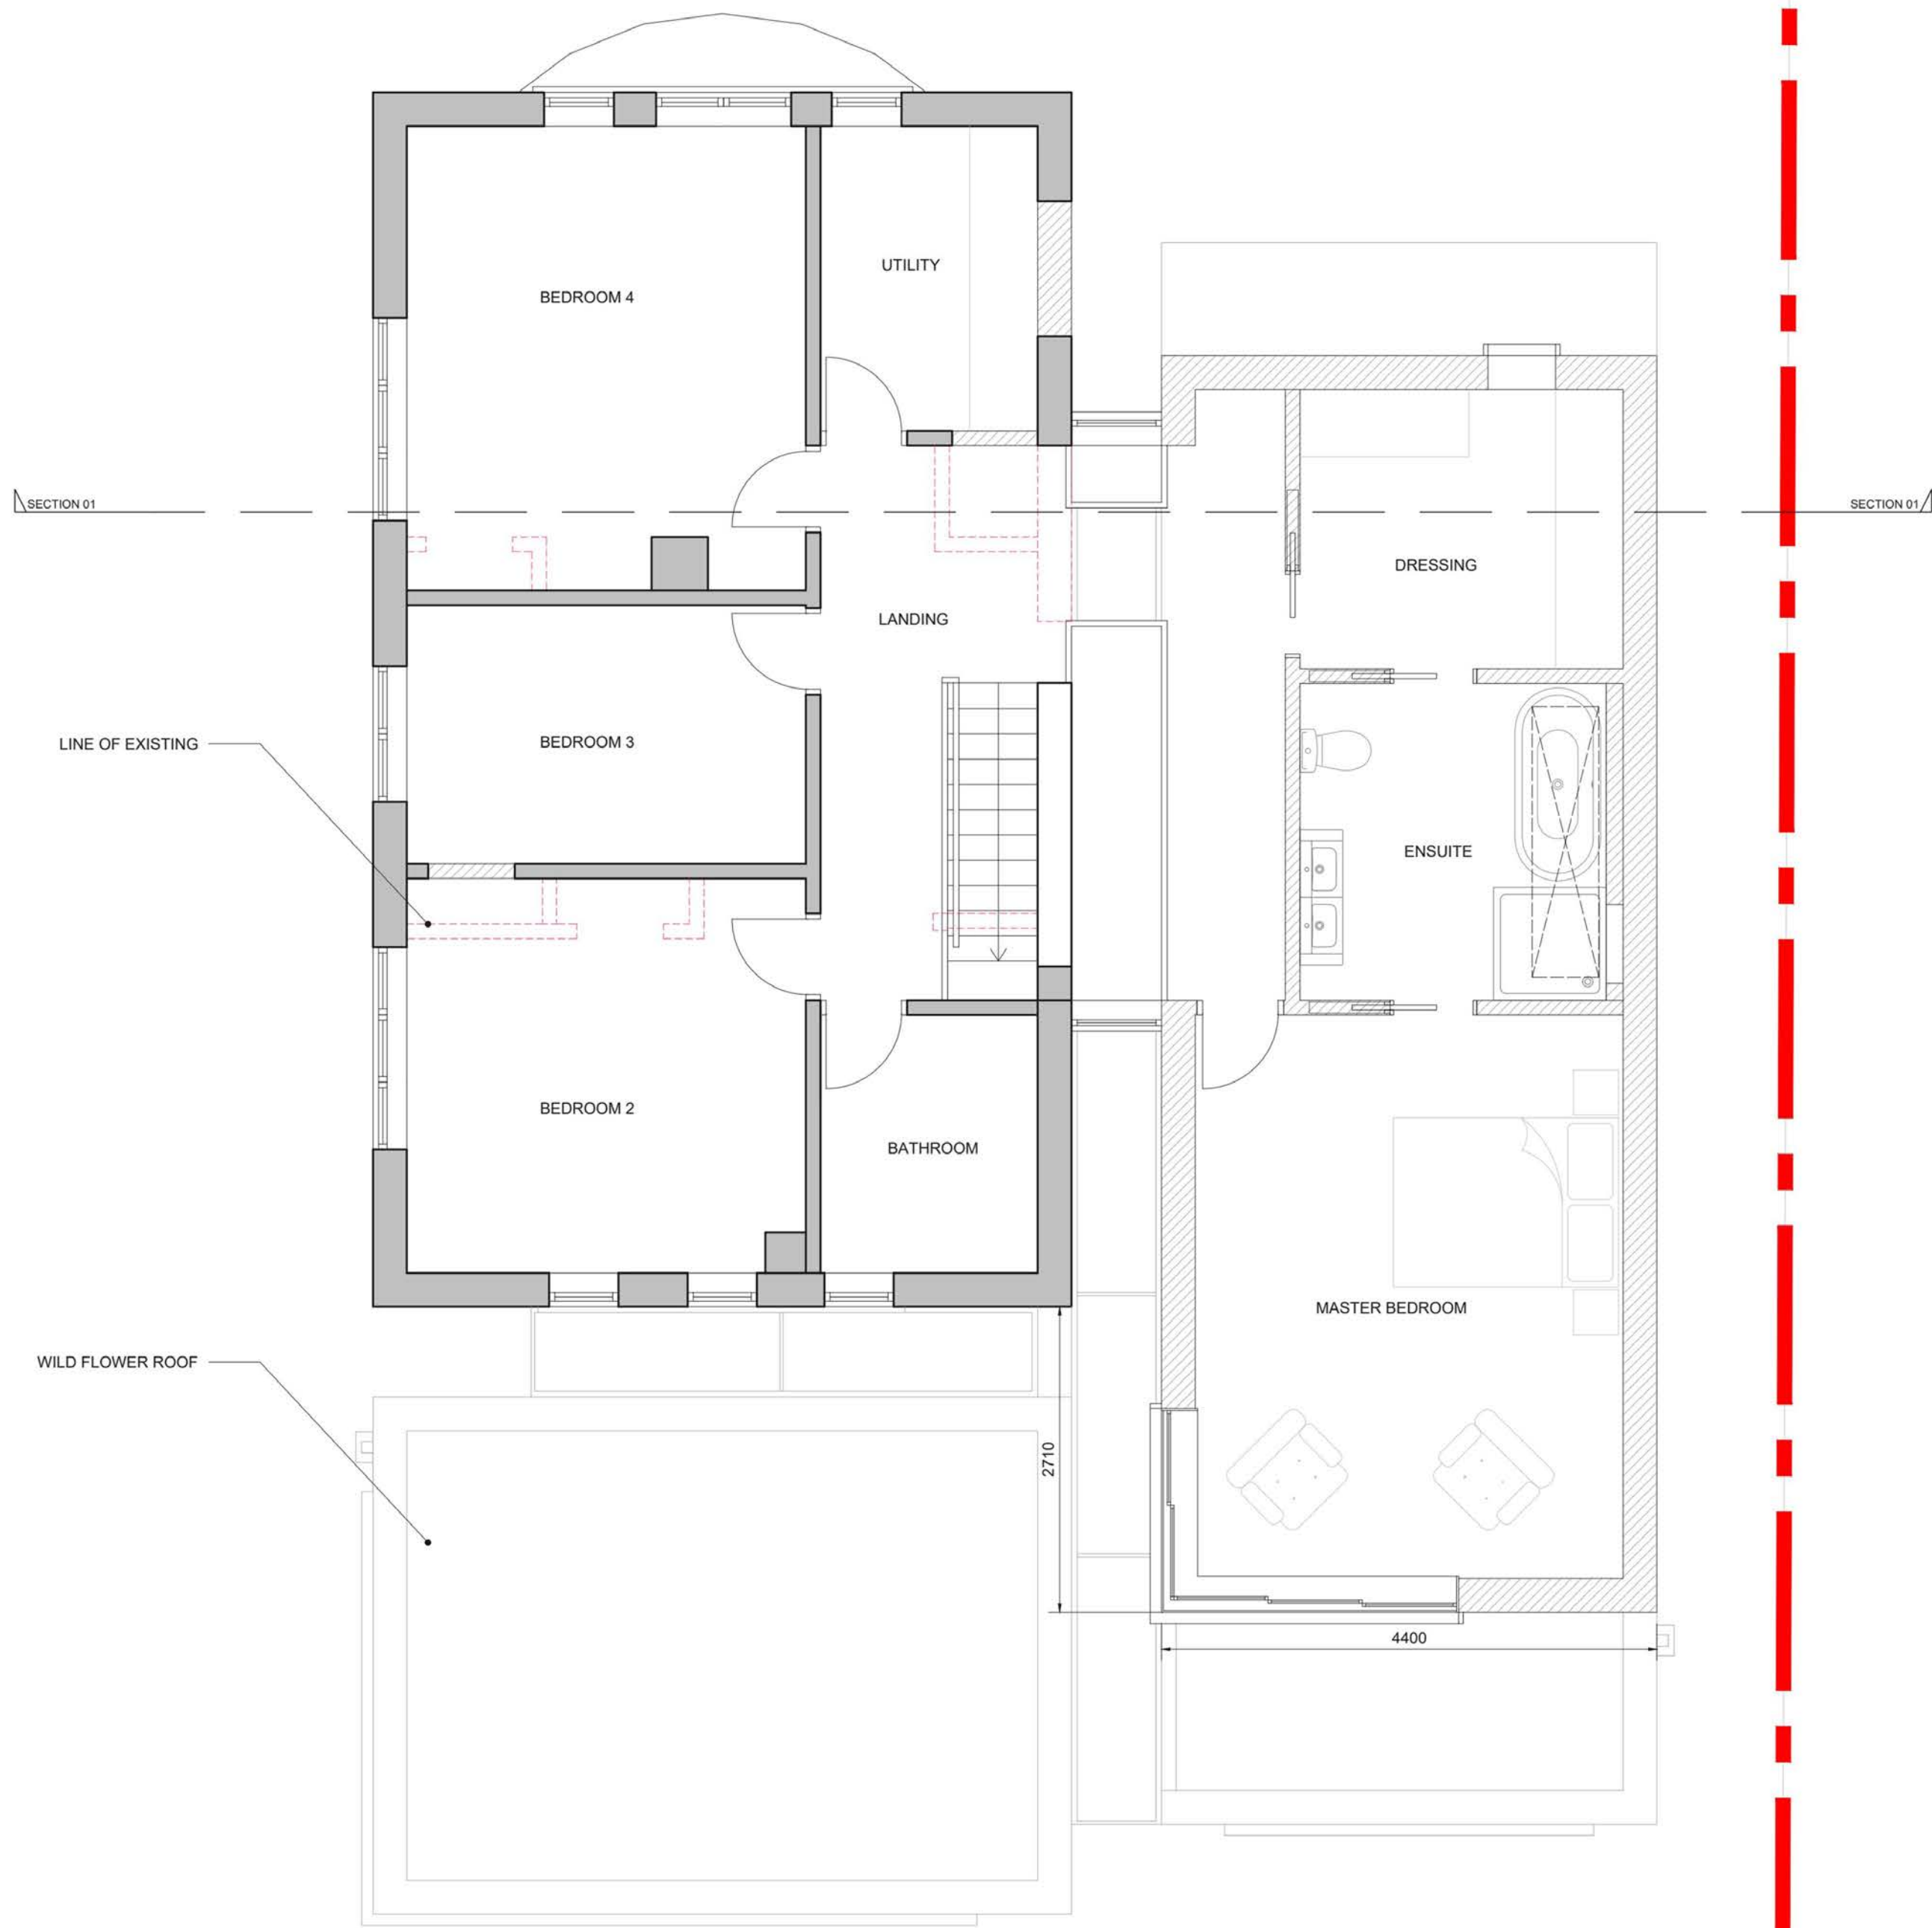 UTILITY
BEDROOM 4
SECTION 01
SECTION 01
DRESSING
LANDING
LINE OF EXISTING
BEDROOM 3
ENSUITE
BEDROOM 2
BATHROOM
MASTER BEDROOM
WILD FLOWER ROOF
2710
4400